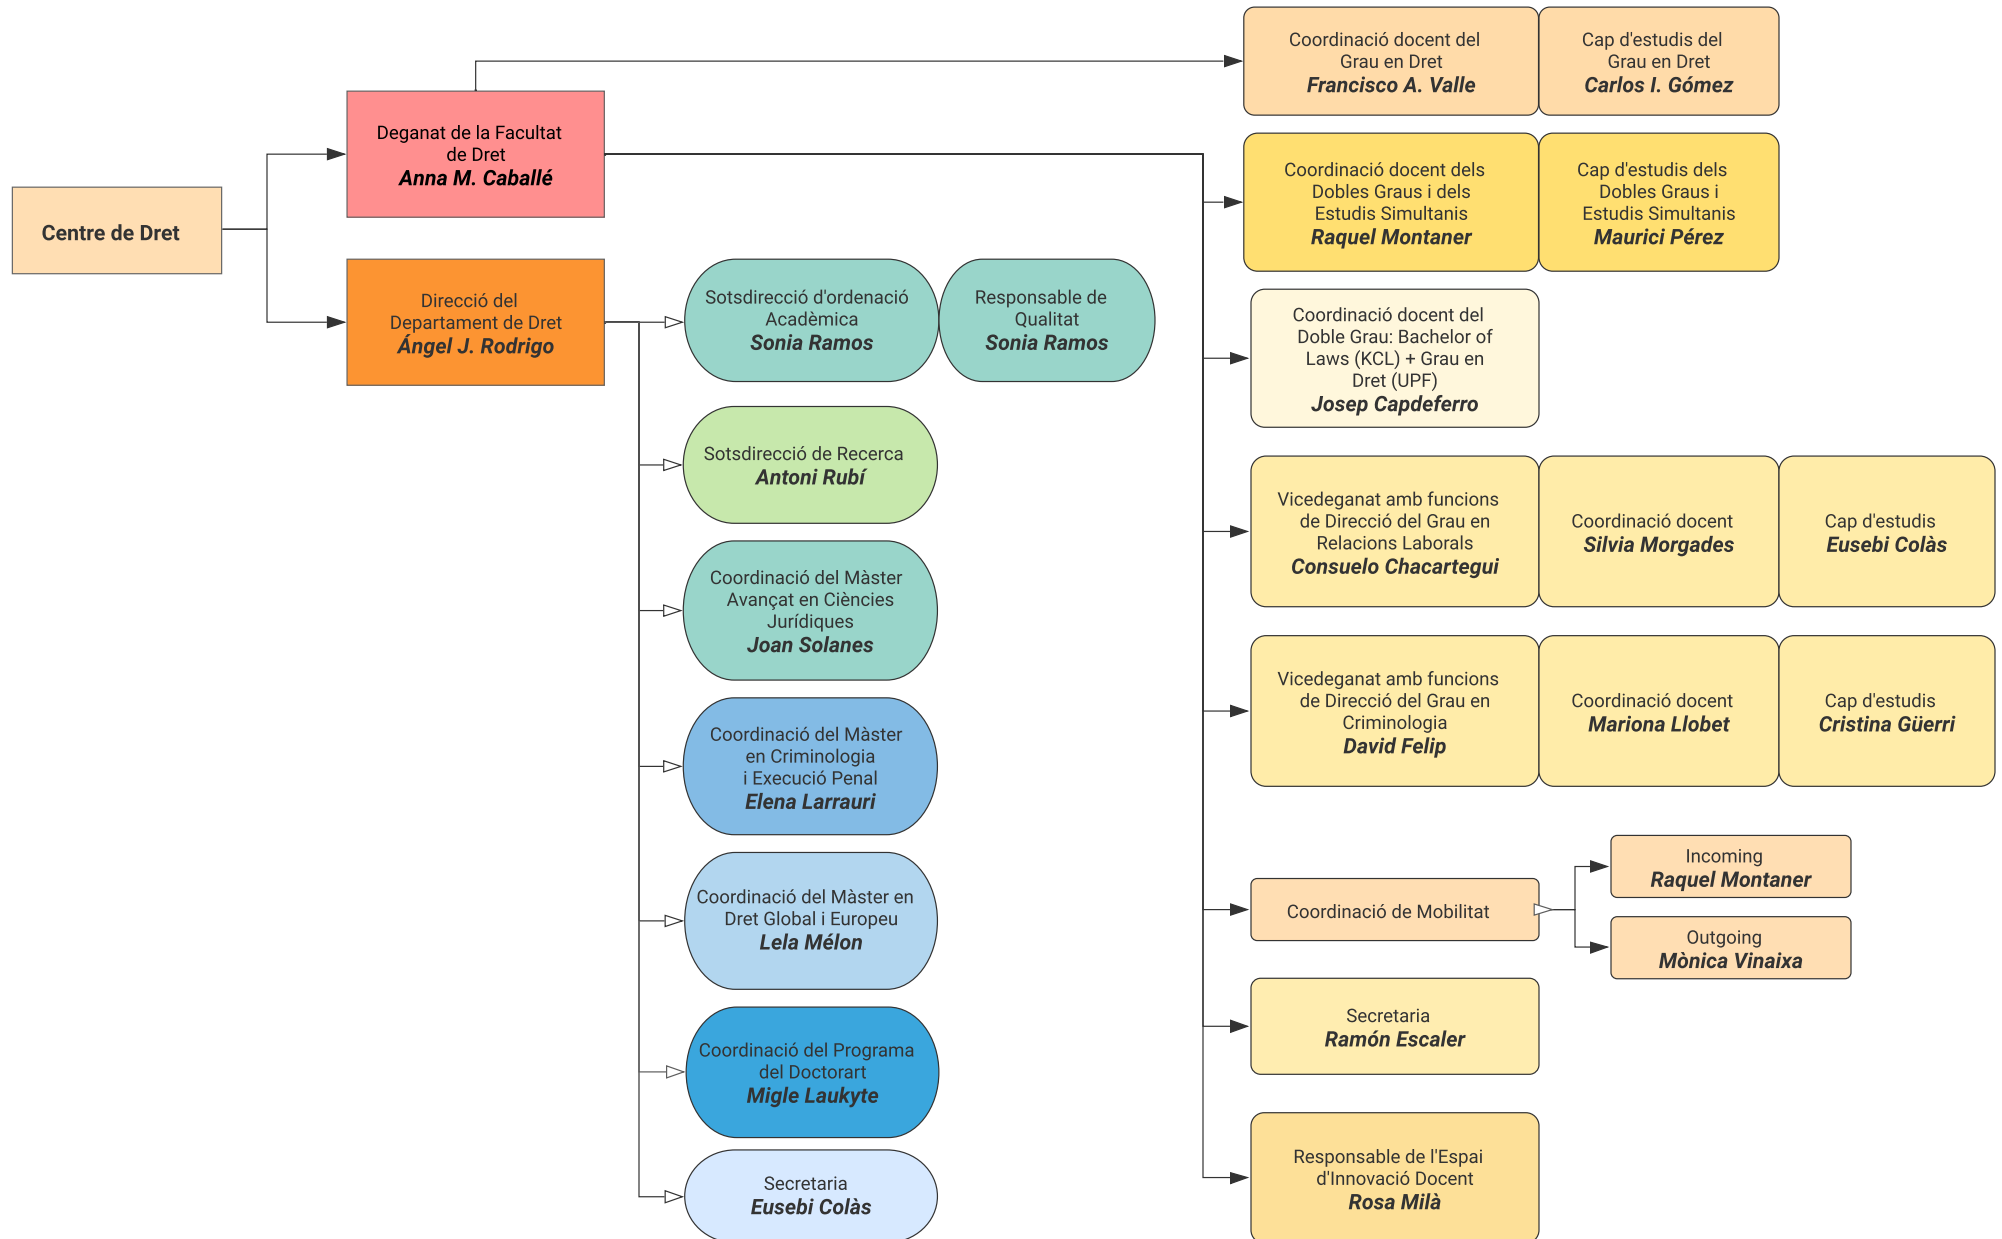 Centre de Dret
Deganat de la Facultat
de Dret
Anna M. Caballé
Direcció del
Departament de Dret
Ángel J. Rodrigo
Sotsdirecció d'ordenació
Acadèmica
Sonia Ramos
Responsable de
Qualitat
Sonia Ramos
Sotsdirecció de Recerca
Antoni Rubí
Coordinació del Màster
Avançat en Ciències
Jurídiques
Joan Solanes
Coordinació del Màster
en Criminologia
i Execució Penal
Elena Larrauri
Coordinació del Màster en
Dret Global i Europeu
Lela Mélon
Coordinació del Programa
del Doctorart
Migle Laukyte
Secretaria
Eusebi Colàs
Coordinació docent del
Grau en Dret
Francisco A. Valle
Cap d'estudis del
Grau en Dret
Carlos I. Gómez
Coordinació docent dels
Dobles Graus i dels
Estudis Simultanis
Raquel Montaner
Cap d'estudis dels
Dobles Graus i
Estudis Simultanis
Maurici Pérez
Coordinació docent del
Doble Grau: Bachelor of
Laws (KCL) + Grau en
Dret (UPF)
Josep Capdeferro
Vicedeganat amb funcions
de Direcció del Grau en
Relacions Laborals
Consuelo Chacartegui
Coordinació docent
Silvia Morgades
Cap d'estudis
Eusebi Colàs
Vicedeganat amb funcions
de Direcció del Grau en
Criminologia
David Felip
Coordinació docent
Mariona Llobet
Cap d'estudis
Cristina Güerri
Coordinació de Mobilitat
Incoming
Raquel Montaner
Outgoing
Mònica Vinaixa
Secretaria
Ramón Escaler
Responsable de l'Espai
d'Innovació Docent
Rosa Milà